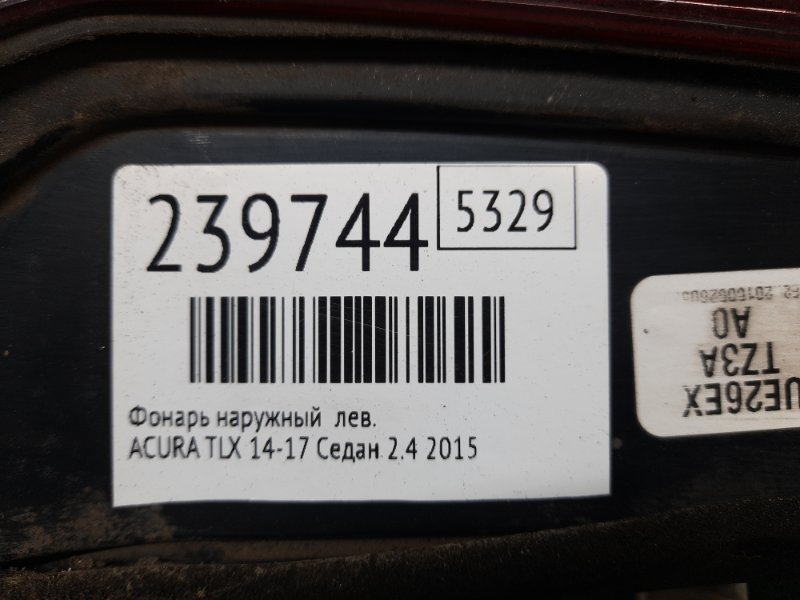 239744
5329
Фонарь наружный лев.
ACURA TLX 14-17 Седан 2.4 2015
UE26EX
TZ3A
A0